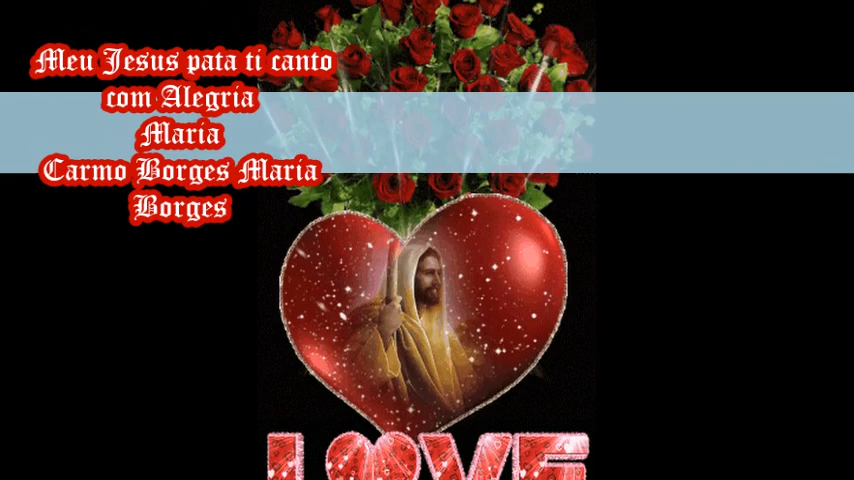 Meu Jesus pata ti canto
com Alegria
Maria
Carmo Borges Maria
Borges
LOVE